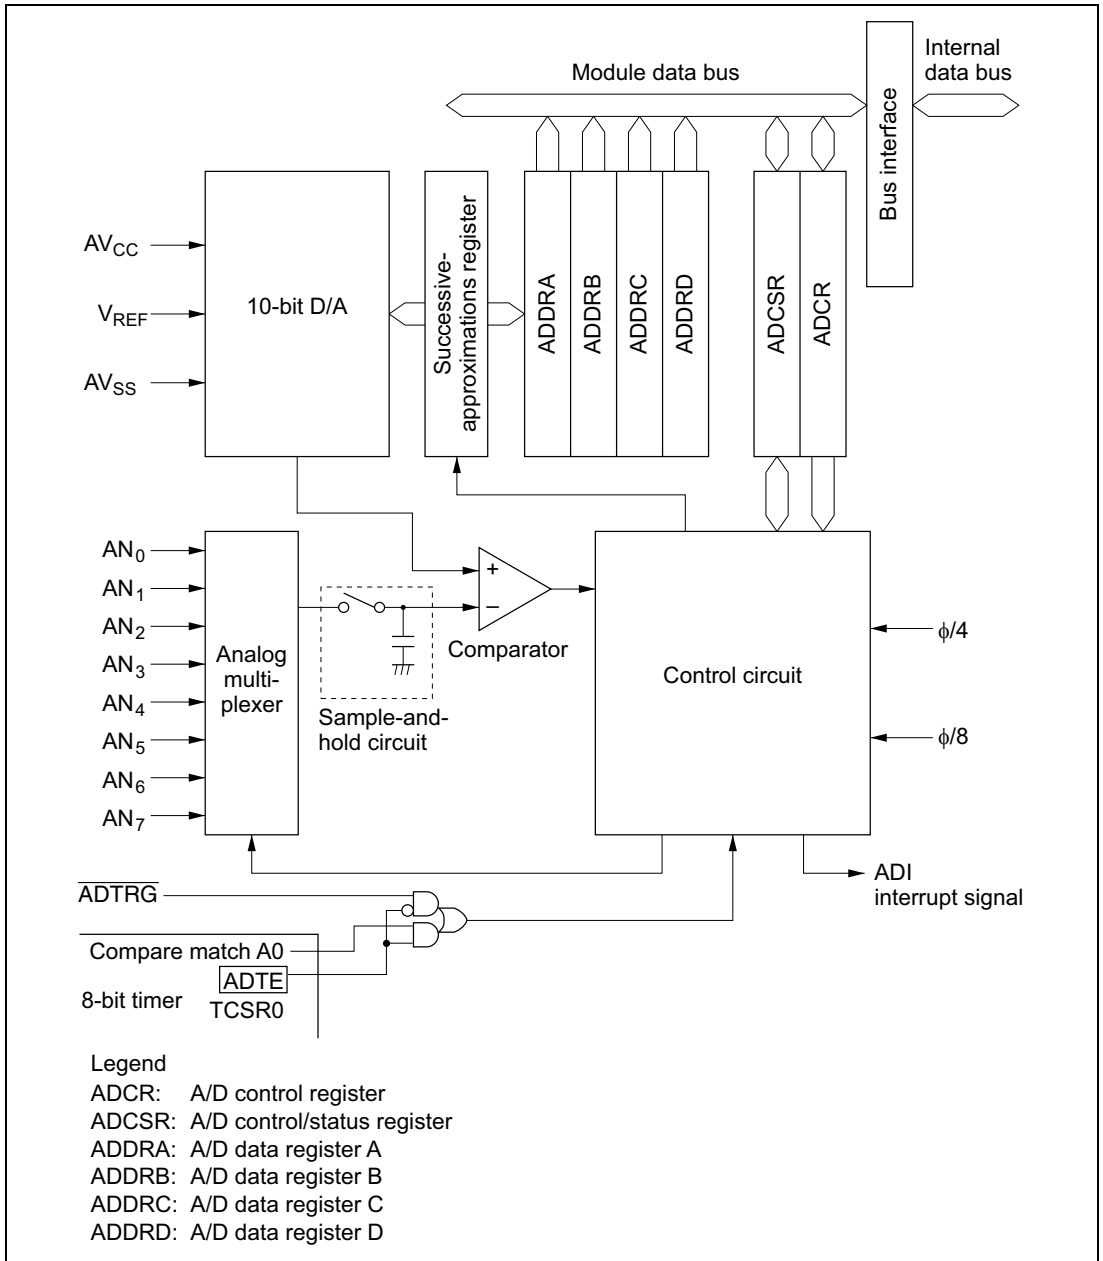 Module data bus
Internal
data bus
Bus interface
AVCC
VREF
AVSS
10-bit D/A
Successive-
approximations register
ADDRA
ADDRB
ADDRC
ADDRD
ADCSR
ADCR
AN0
AN1
AN2
AN3
AN4
AN5
AN6
AN7
Analog
multi-
plexer
Sample-and-
hold circuit
+
−
Comparator
Control circuit
ϕ/4
ϕ/8
ADI
interrupt signal
ADTRG
Compare match A0
ADTE
8-bit timer
TCSR0
Legend
ADCR: A/D control register
ADCSR: A/D control/status register
ADDRA: A/D data register A
ADDRB: A/D data register B
ADDRC: A/D data register C
ADDRD: A/D data register D